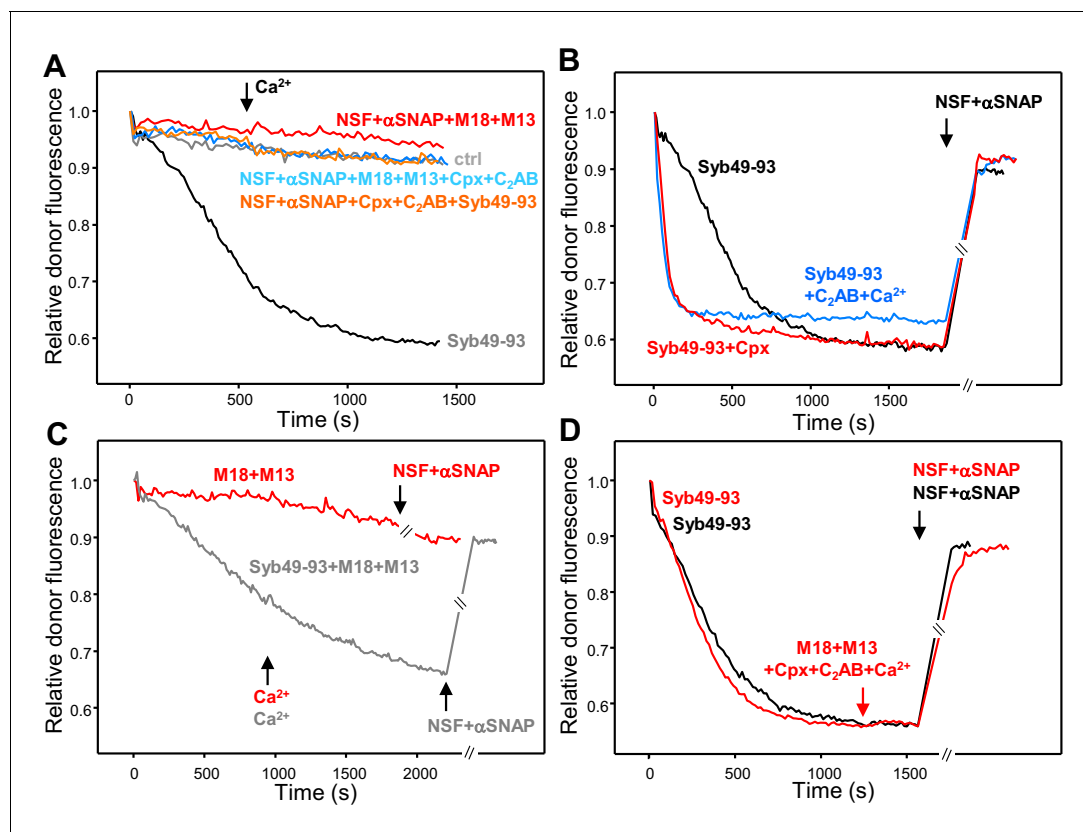 A
Relative donor fluorescence
1.0
0.9
0.8
0.7
0.6
Ca²⁺
NSF+αSNAP+M18+M13
ctrl
NSF+αSNAP+M18+M13+Cpx+C₂AB
NSF+αSNAP+Cpx+C₂AB+Syb49-93
Syb49-93
0 500 1000 1500
Time (s)
B
Relative donor fluorescence
1.0
0.9
0.8
0.7
0.6
NSF+αSNAP
Syb49-93
Syb49-93
+C₂AB+Ca²⁺
Syb49-93+Cpx
0 500 1000 1500
Time (s)
C
Relative donor fluorescence
1.0
0.9
0.8
0.7
0.6
M18+M13
NSF+αSNAP
Syb49-93+M18+M13
Ca²⁺
Ca²⁺
NSF+αSNAP
0 500 1000 1500 2000
Time (s)
D
Relative donor fluorescence
1.0
0.9
0.8
0.7
0.6
NSF+αSNAP
NSF+αSNAP
Syb49-93
Syb49-93
M18+M13
+Cpx+C₂AB+Ca²⁺
0 500 1000 1500
Time (s)